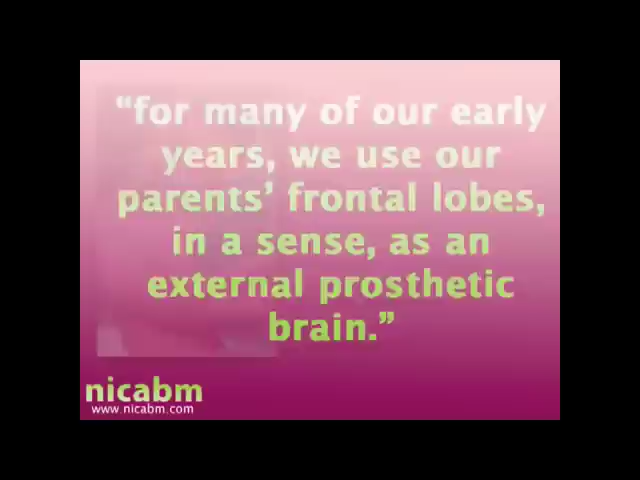 “for many of our early
years, we use our
parents’ frontal lobes,
in a sense, as an
external prosthetic
brain.”
nicabm
www.nicabm.com